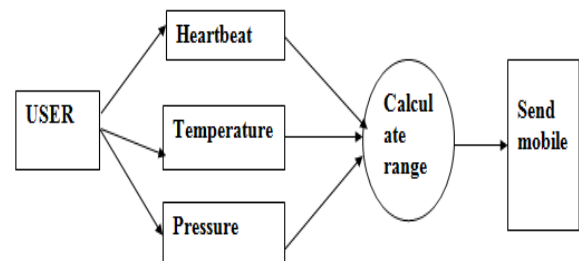 USER
Heartbeat
Temperature
Pressure
Calcul
ate
range
Send
mobile